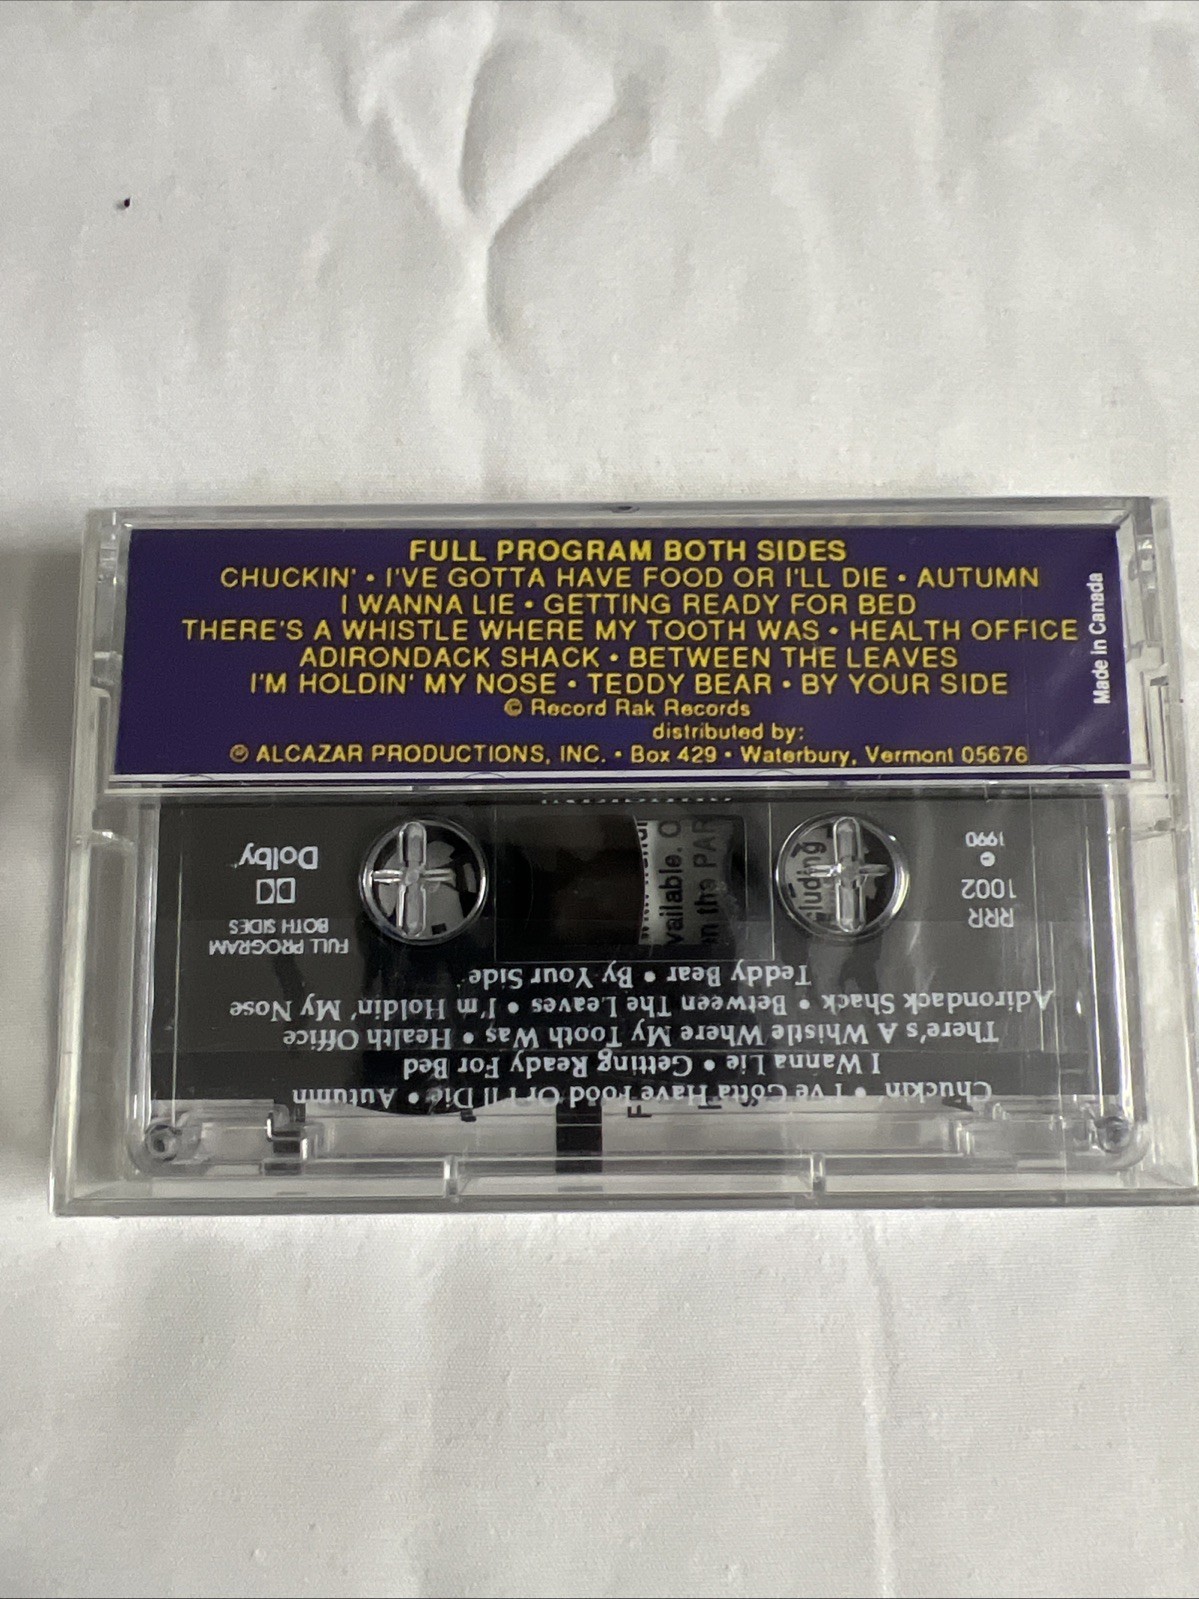 FULL PROGRAM BOTH SIDES
CHUCKIN' • I'VE GOTTA HAVE FOOD OR I'LL DIE • AUTUMN
I WANNA LIE • GETTING READY FOR BED
THERE'S A WHISTLE WHERE MY TOOTH WAS • HEALTH OFFICE
ADIRONDACK SHACK • BETWEEN THE LEAVES
I'M HOLDIN' MY NOSE • TEDDY BEAR • BY YOUR SIDE
© Record Rak Records
distributed by:
℗ ALCAZAR PRODUCTIONS, INC. • Box 429 • Waterbury, Vermont 05676
Made in Canada
Chuckin' • I've Gotta Have Food Or I'll Die • Autumn
I Wanna Lie • Getting Ready For Bed
There's A Whistle Where My Tooth Was • Health Office
Adirondack Shack • Between The Leaves • I'm Holdin' My Nose
Teddy Bear • By Your Side
RRR
1002
℗
1990
FULL PROGRAM
BOTH SIDES
Dolby
vailable. O
n the PAR
luding